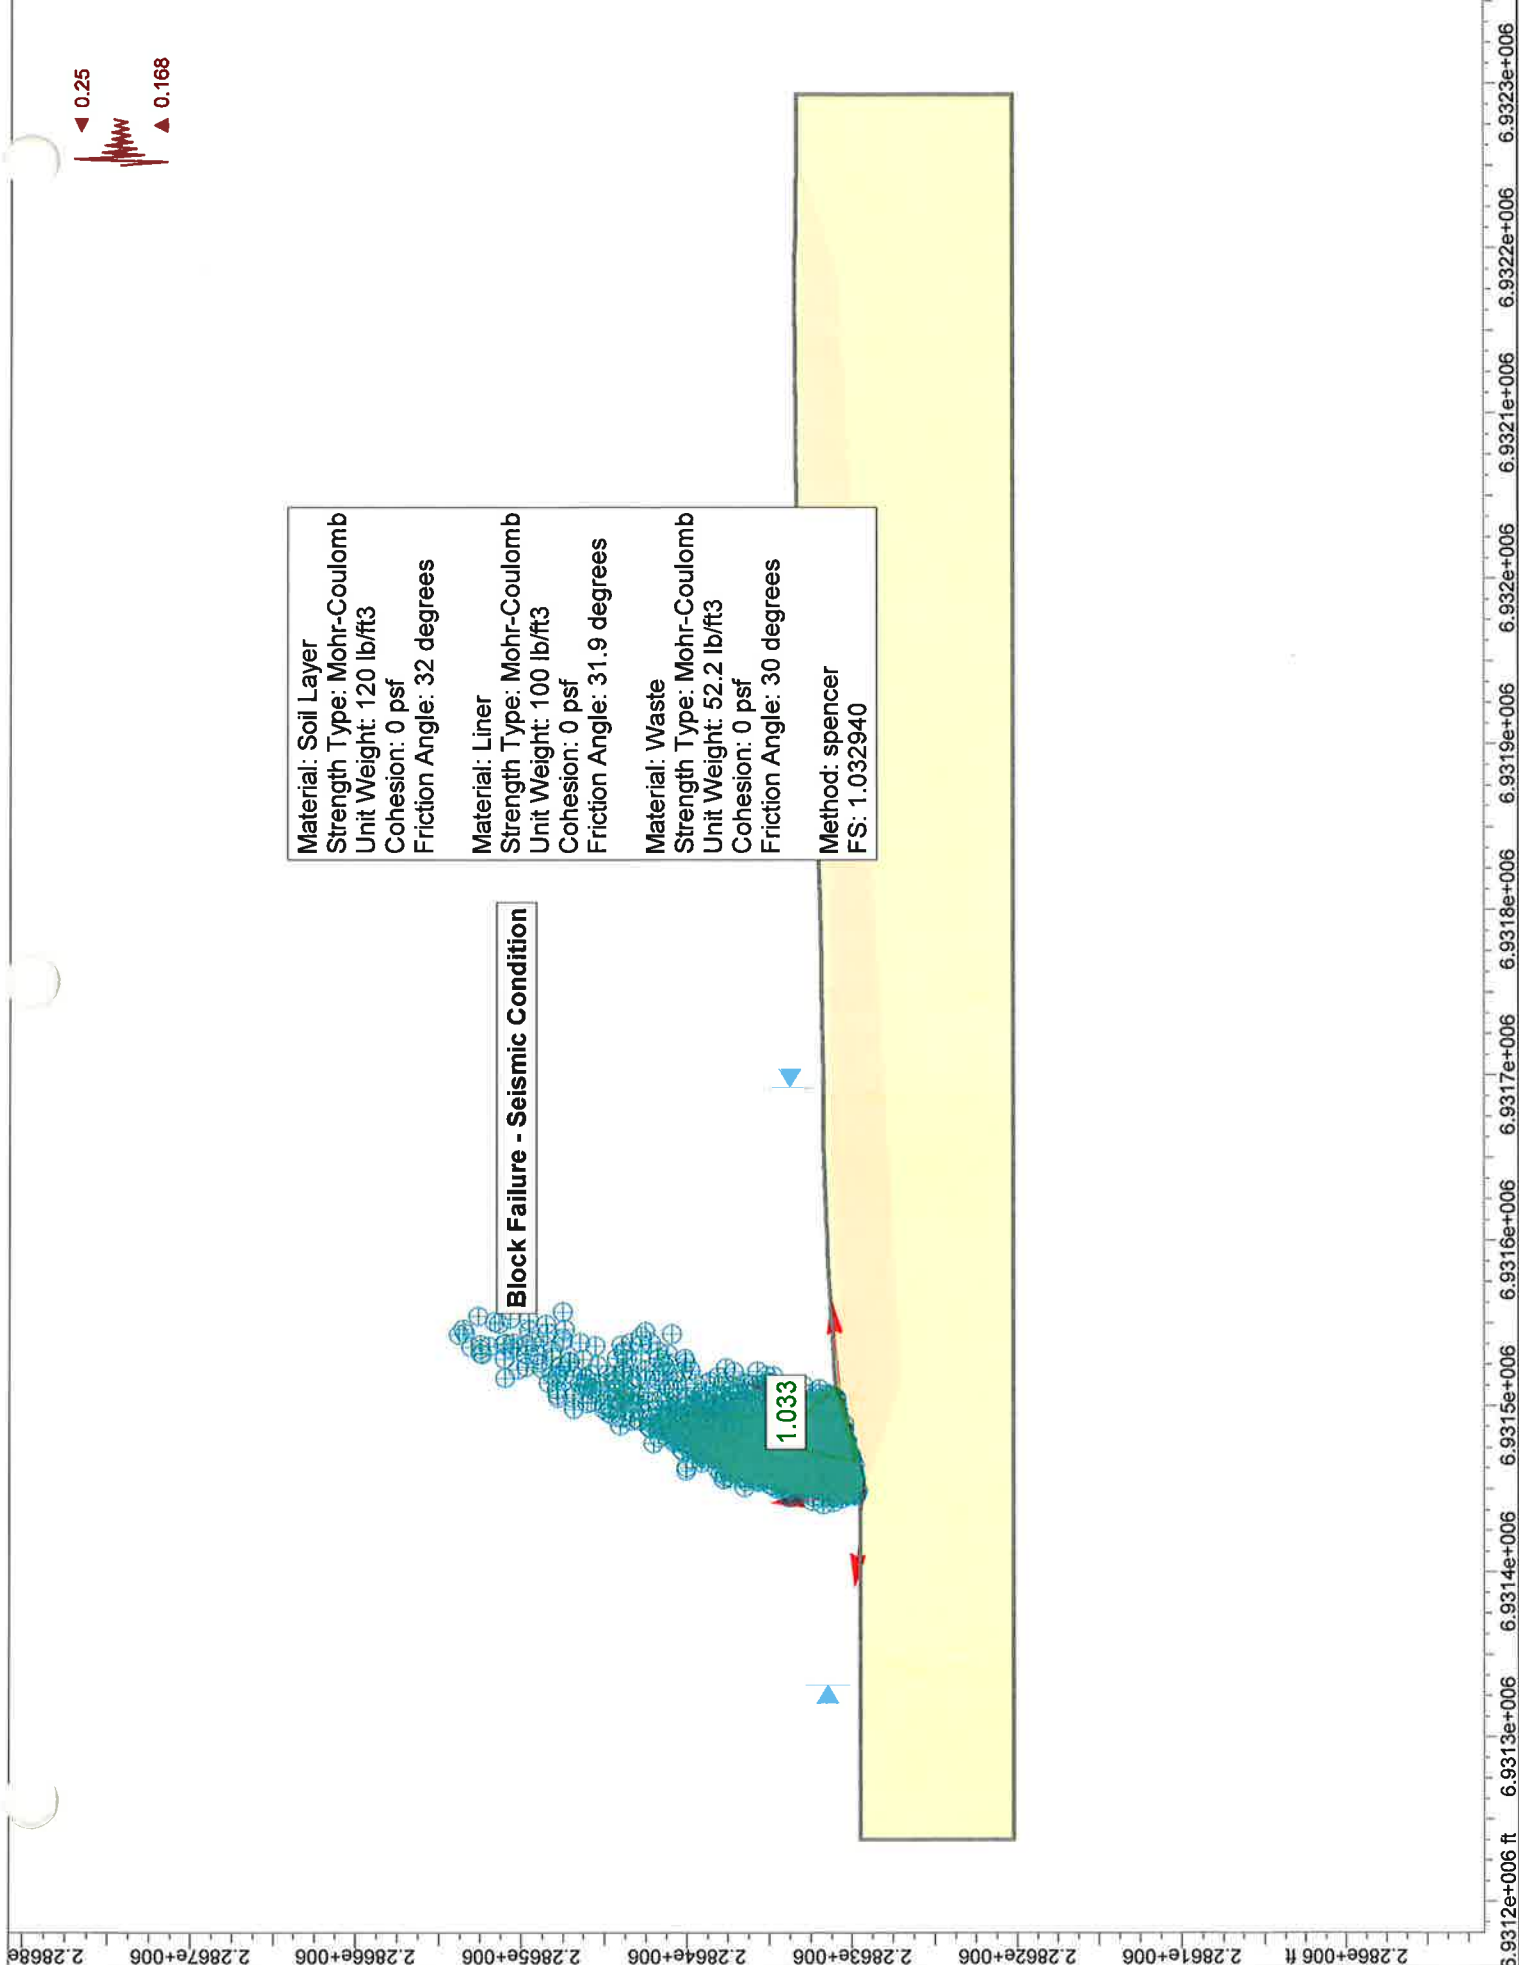 ◄ 0.25
▲ 0.168
Material: Soil Layer
Strength Type: Mohr-Coulomb
Unit Weight: 120 lb/ft3
Cohesion: 0 psf
Friction Angle: 32 degrees
Material: Liner
Strength Type: Mohr-Coulomb
Unit Weight: 100 lb/ft3
Cohesion: 0 psf
Friction Angle: 31.9 degrees
Material: Waste
Strength Type: Mohr-Coulomb
Unit Weight: 52.2 lb/ft3
Cohesion: 0 psf
Friction Angle: 30 degrees
Method: spencer
FS: 1.032940
Block Failure - Seismic Condition
1.033
2.2868e+006
2.2867e+006
2.2866e+006
2.2865e+006
2.2864e+006
2.2863e+006
2.2862e+006
2.2861e+006
2.286e+006 ft
6.9312e+006 ft
6.9313e+006
6.9314e+006
6.9315e+006
6.9316e+006
6.9317e+006
6.9318e+006
6.9319e+006
6.932e+006
6.9321e+006
6.9322e+006
6.9323e+006